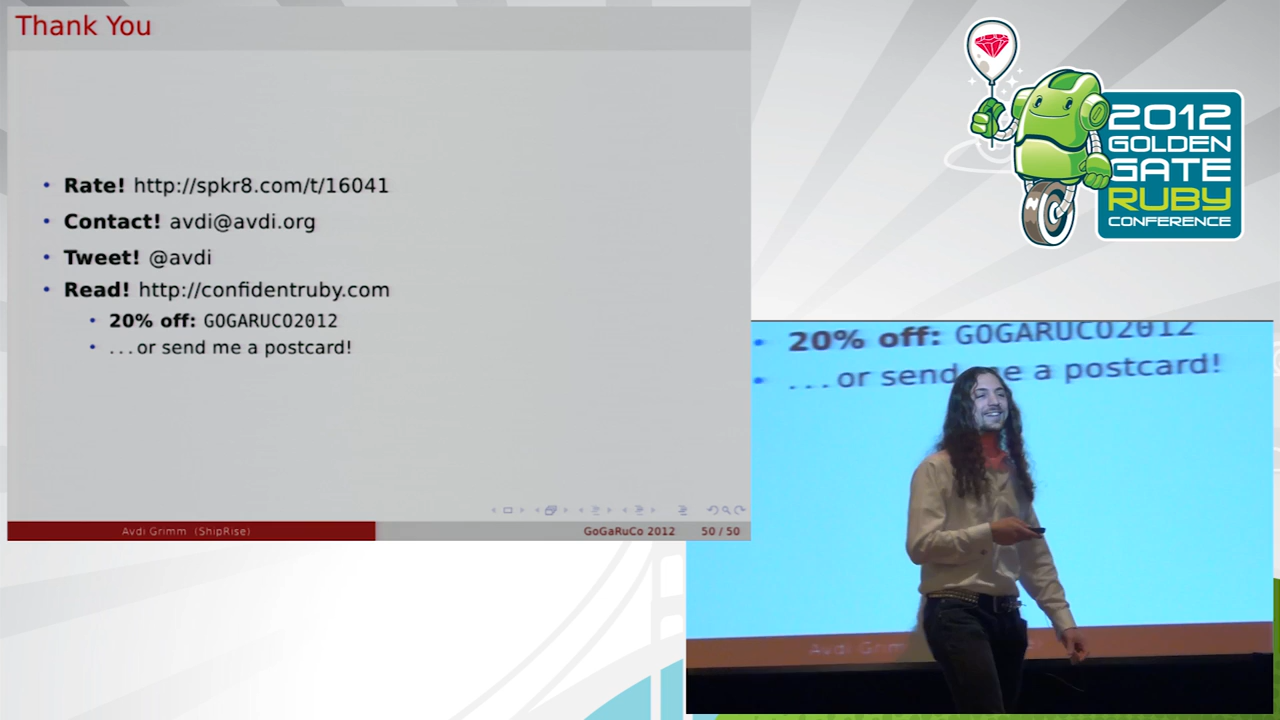 Thank You
• Rate! http://spkr8.com/t/16041
• Contact! avdi@avdi.org
• Tweet! @avdi
• Read! http://confidentruby.com
• 20% off: GOGARUCO2012
• ...or send me a postcard!
Avdi Grimm (ShipRise)
GoGaRuCo 2012 50 / 50
2012
GOLDEN
GATE
RUBY
CONFERENCE
• 20% off: GOGARUCO2012
• ...or send me a postcard!
Avdi Grim